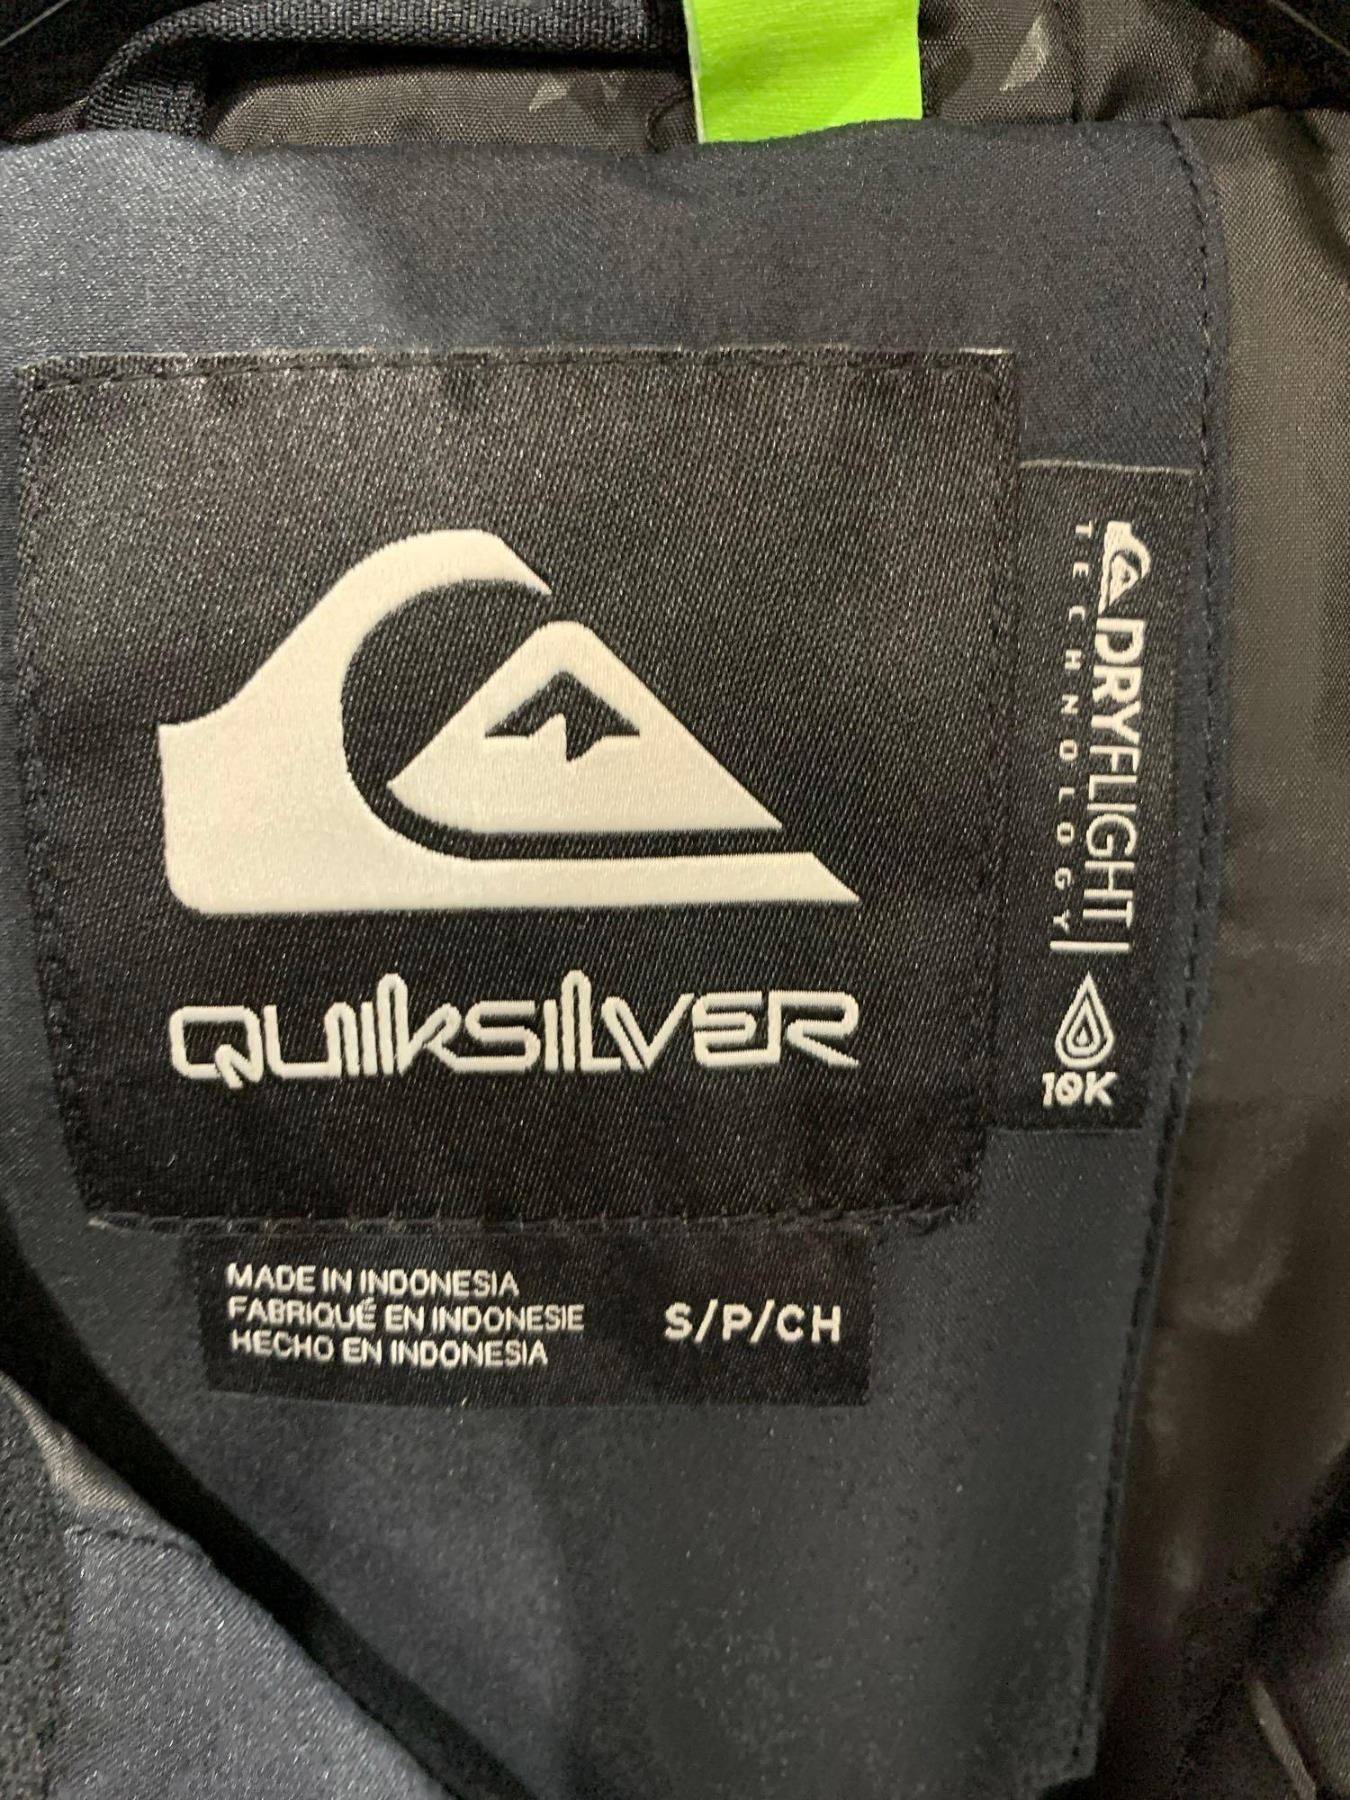 QUIKSILVER
DRYFLIGHT
TECHNOLOGY
10K
MADE IN INDONESIA
FABRIQUÉ EN INDONESIE
HECHO EN INDONESIA
S/P/CH